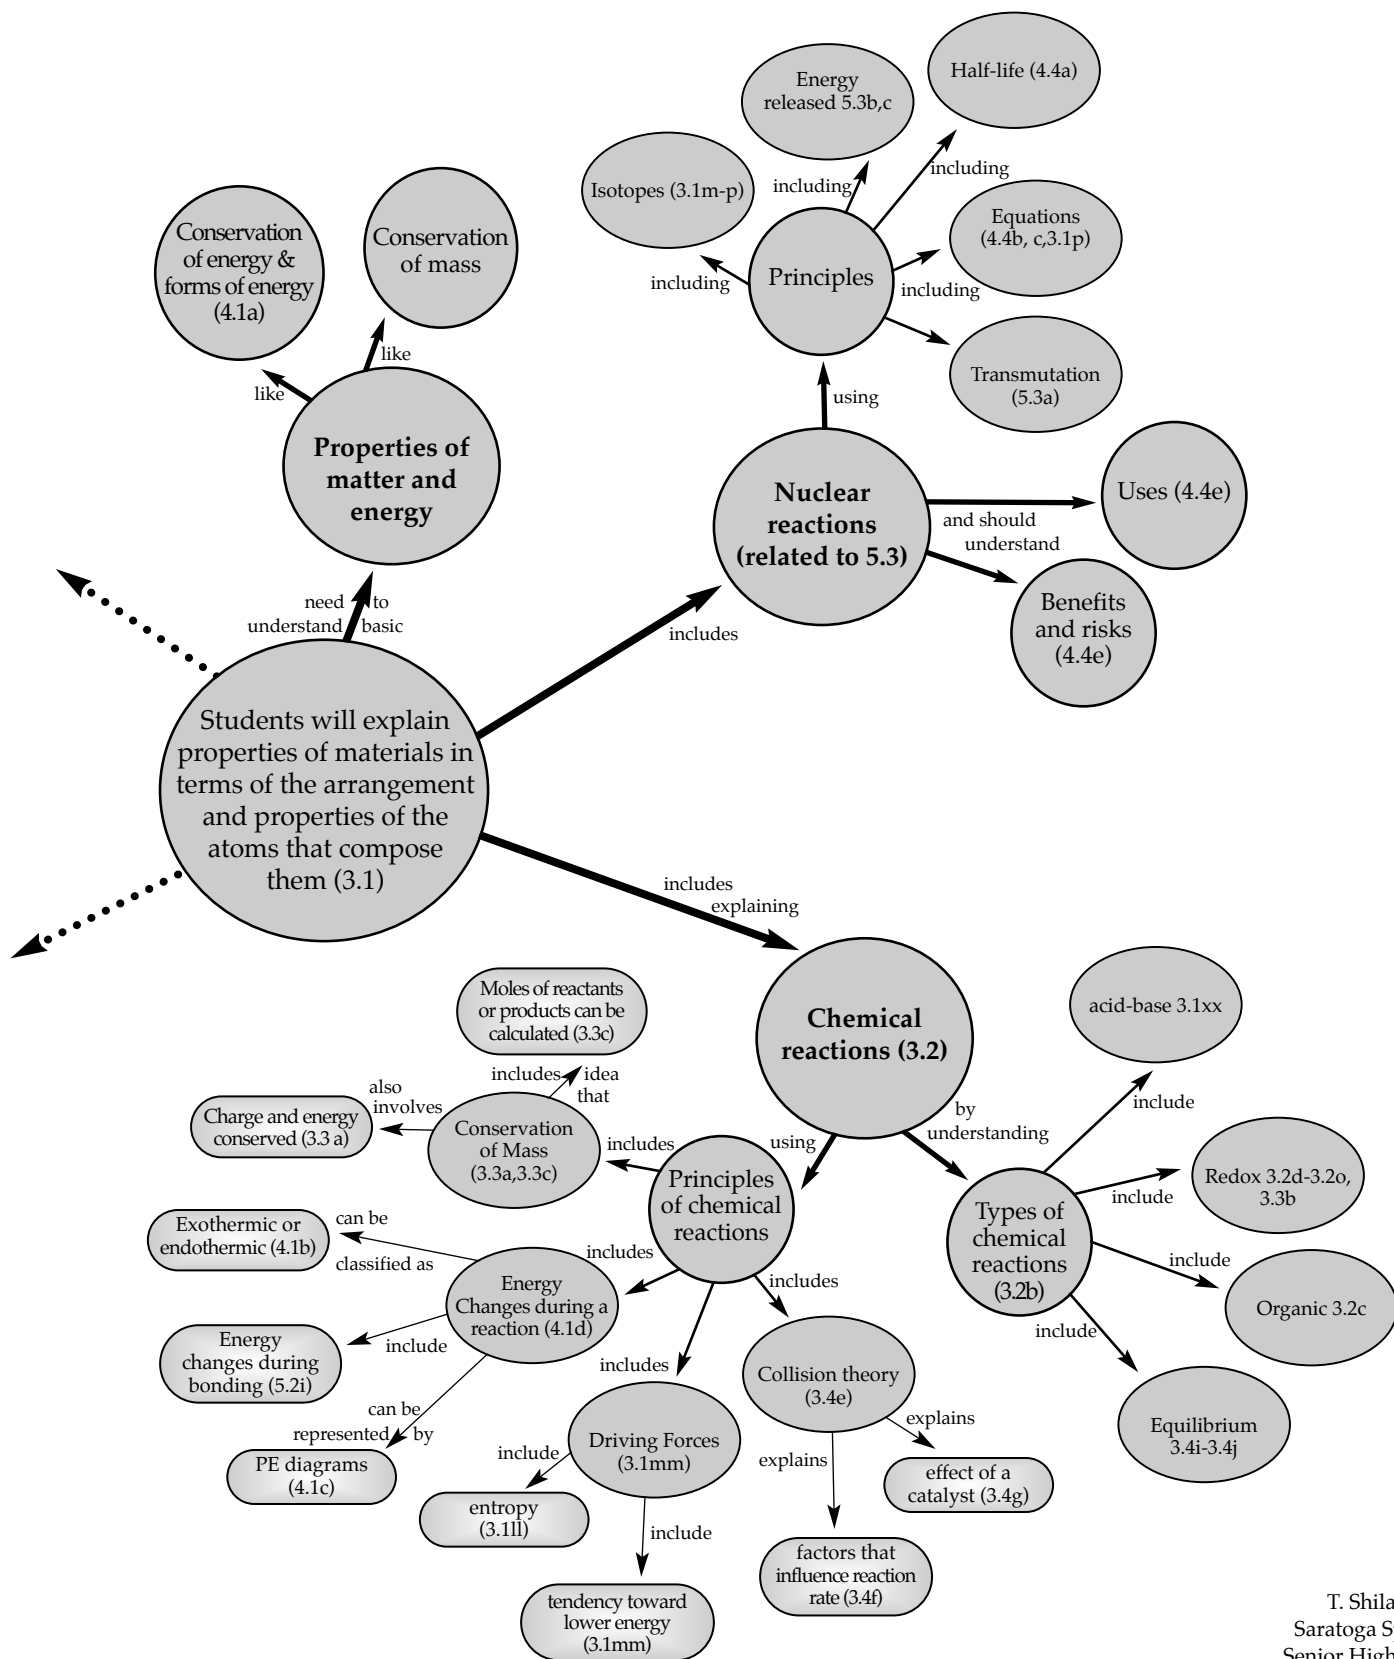 Energy
released 5.3b,c
Half-life (4.4a)
Isotopes (3.1m-p)
including
including
Equations
(4.4b, c,3.1p)
Principles
including
including
Transmutation
(5.3a)
using
Conservation
of energy &
forms of energy
(4.1a)
Conservation
of mass
like
like
Properties of
matter and
energy
Nuclear
reactions
(related to 5.3)
Uses (4.4e)
and should
understand
Benefits
and risks
(4.4e)
need to
understand basic
includes
Students will explain
properties of materials in
terms of the arrangement
and properties of the
atoms that compose
them (3.1)
includes
explaining
Chemical
reactions (3.2)
acid-base 3.1xx
Moles of reactants
or products can be
calculated (3.3c)
includes idea
that
also
involves
Charge and energy
conserved (3.3 a)
Conservation
of Mass
(3.3a,3.3c)
includes
using
by
understanding
include
Principles
of chemical
reactions
Types of
chemical
reactions
(3.2b)
include
Redox 3.2d-3.2o,
3.3b
Exothermic or
endothermic (4.1b)
can be
classified as
includes
Energy
Changes during a
reaction (4.1d)
includes
include
Organic 3.2c
Energy
changes during
bonding (5.2i)
include
includes
Collision theory
(3.4e)
include
Equilibrium
3.4i-3.4j
can be
represented by
PE diagrams
(4.1c)
Driving Forces
(3.1mm)
include
entropy
(3.1ll)
explains
explains
effect of a
catalyst (3.4g)
include
factors that
influence reaction
rate (3.4f)
tendency toward
lower energy
(3.1mm)
T. Shila
Saratoga S
Senior High